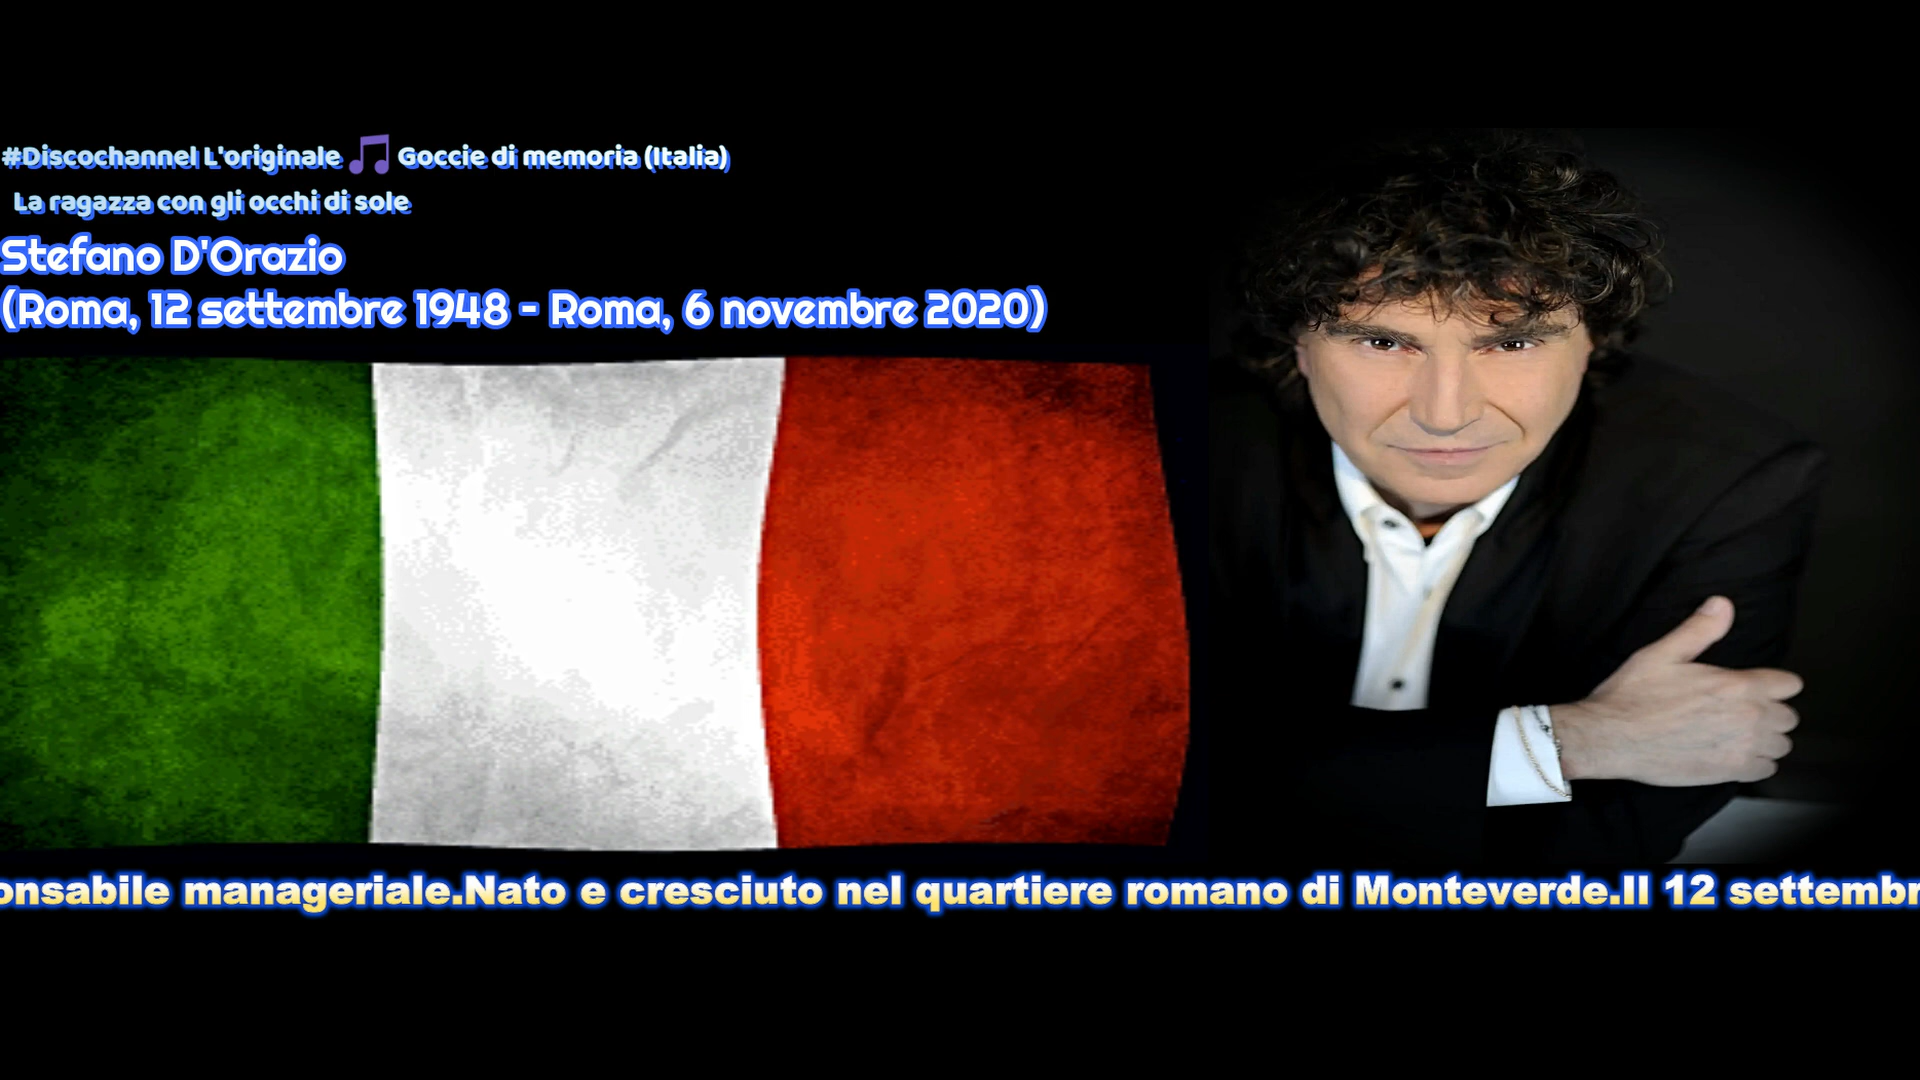 #Discochannel L'originale 🎵 Goccie di memoria (Italia)
La ragazza con gli occhi di sole
Stefano D'Orazio
(Roma, 12 settembre 1948 - Roma, 6 novembre 2020)
onsabile manageriale.Nato e cresciuto nel quartiere romano di Monteverde.Il 12 settembr